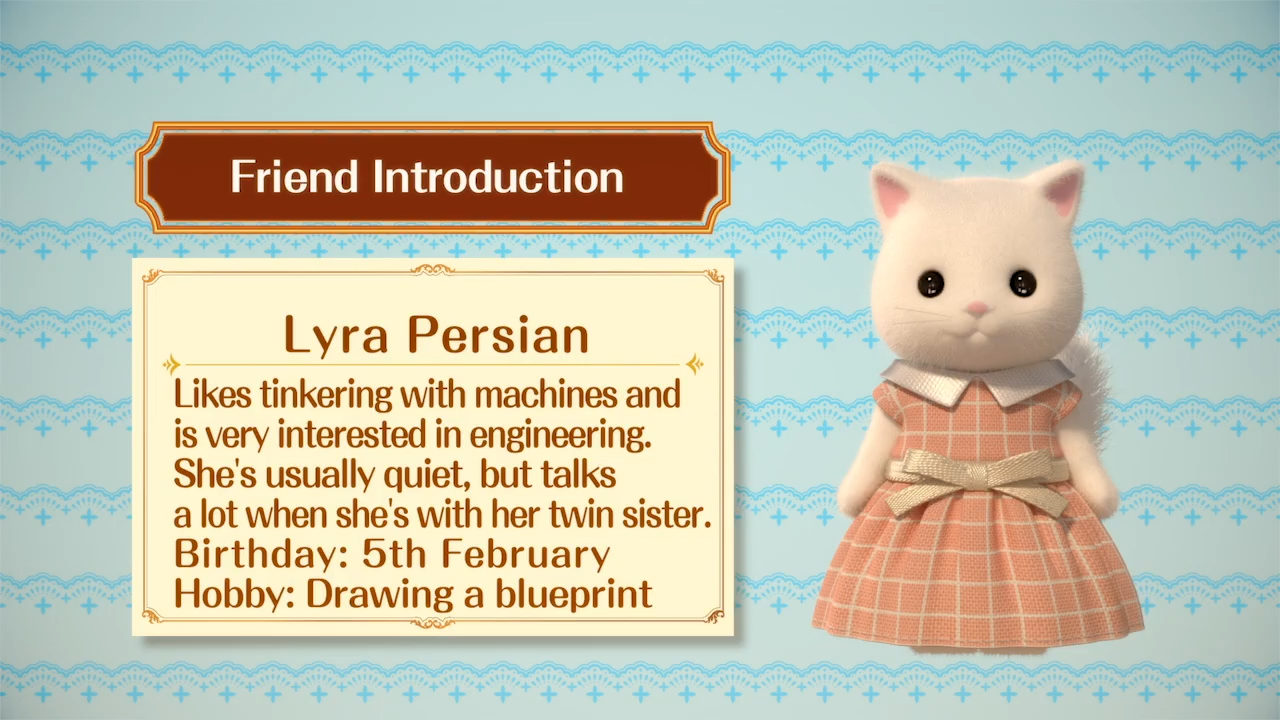 Friend Introduction
Lyra Persian
Likes tinkering with machines and
is very interested in engineering.
She's usually quiet, but talks
a lot when she's with her twin sister.
Birthday: 5th February
Hobby: Drawing a blueprint